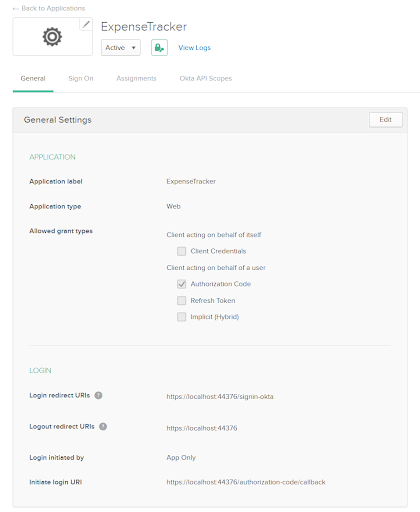 ← Back to Applications
ExpenseTracker
Active ▼ View Logs
General Sign On Assignments Okta API Scopes
General Settings Edit
APPLICATION
Application label ExpenseTracker
Application type Web
Allowed grant types
Client acting on behalf of itself
Client Credentials
Client acting on behalf of a user
Authorization Code
Refresh Token
Implicit (Hybrid)
LOGIN
Login redirect URIs ? https://localhost:44376/signin-okta
Logout redirect URIs ? https://localhost:44376
Login initiated by App Only
Initiate login URI https://localhost:44376/authorization-code/callback